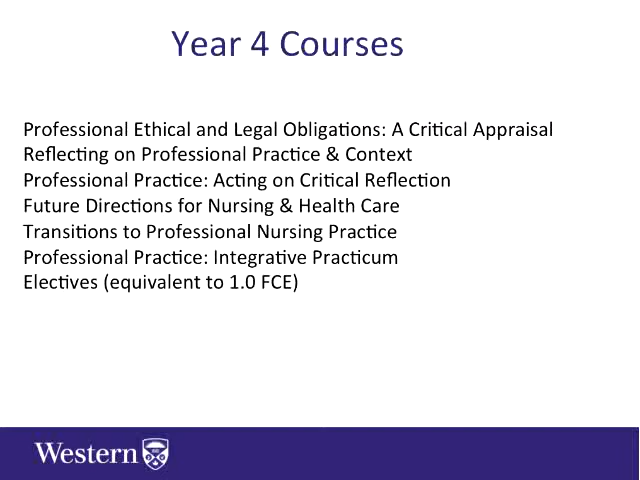 Year 4 Courses
Professional Ethical and Legal Obligations: A Critical Appraisal
Reflecting on Professional Practice & Context
Professional Practice: Acting on Critical Reflection
Future Directions for Nursing & Health Care
Transitions to Professional Nursing Practice
Professional Practice: Integrative Practicum
Electives (equivalent to 1.0 FCE)
Western